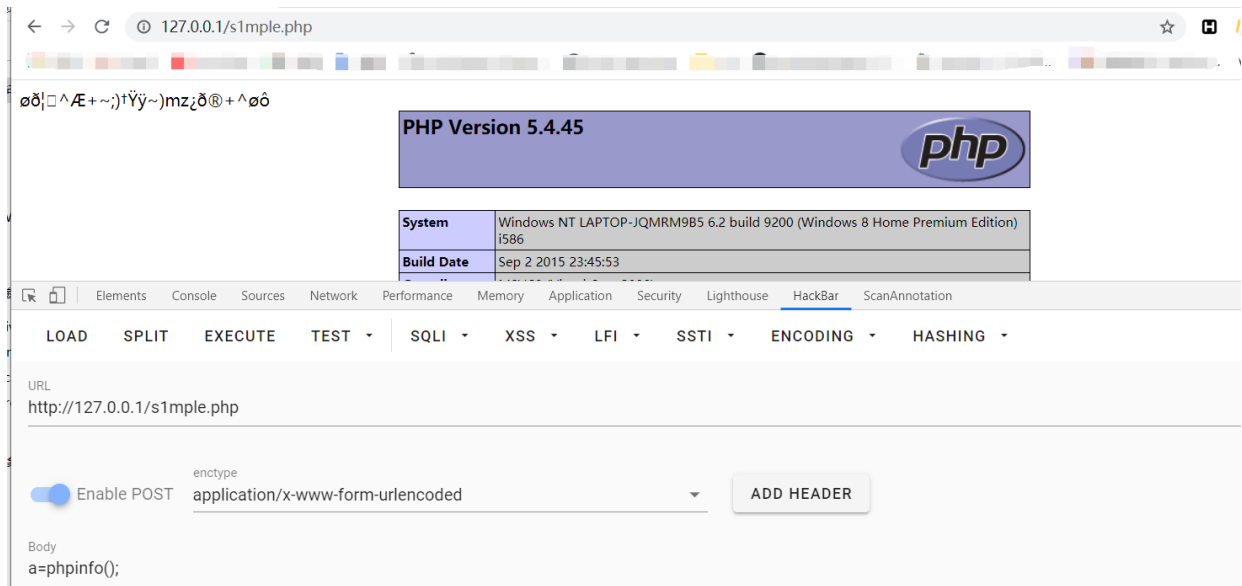 127.0.0.1/s1mple.php
øð¦□^Æ+~;)†Ÿÿ~)mz¿ð®+^øô
PHP Version 5.4.45
php
System
Windows NT LAPTOP-JQMRM9B5 6.2 build 9200 (Windows 8 Home Premium Edition)
i586
Build Date
Sep 2 2015 23:45:53
Elements Console Sources Network Performance Memory Application Security Lighthouse HackBar ScanAnnotation
LOAD SPLIT EXECUTE TEST SQLI XSS LFI SSTI ENCODING HASHING
URL
http://127.0.0.1/s1mple.php
enctype
Enable POST application/x-www-form-urlencoded ADD HEADER
Body
a=phpinfo();